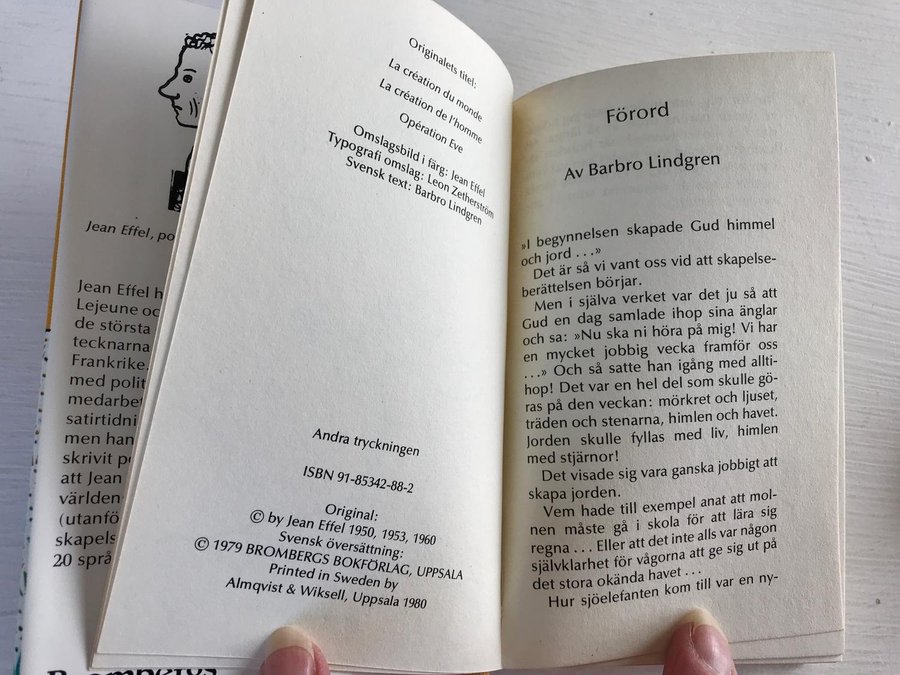 Jean Effel, po
Jean Effel h
Lejeune oc
de största
tecknarna
Frankrike.
med polit
medarbet
satirtidni
men han
skrivit po
att Jean
världen
(utanfö
skapels
20 språ
Originalets titel:
La création du monde
La création de l'homme
Opération Eve
Omslagsbild i färg: Jean Effel
Typografi omslag: Leon Zetherström
Svensk text: Barbro Lindgren
Andra tryckningen
ISBN 91-85342-88-2
Original:
© by Jean Effel 1950, 1953, 1960
Svensk översättning:
© 1979 BROMBERGS BOKFÖRLAG, UPPSALA
Printed in Sweden by
Almqvist & Wiksell, Uppsala 1980
Förord
Av Barbro Lindgren
»I begynnelsen skapade Gud himmel
och jord . . .»
Det är så vi vant oss vid att skapelse-
berättelsen börjar.
Men i själva verket var det ju så att
Gud en dag samlade ihop sina änglar
och sa: »Nu ska ni höra på mig! Vi har
en mycket jobbig vecka framför oss
. . .» Och så satte han igång med allti-
hop! Det var en hel del som skulle gö-
ras på den veckan: mörkret och ljuset,
träden och stenarna, himlen och havet.
Jorden skulle fyllas med liv, himlen
med stjärnor!
Det visade sig vara ganska jobbigt att
skapa jorden.
Vem hade till exempel anat att mol-
nen måste gå i skola för att lära sig
regna . . . Eller att det inte alls var någon
självklarhet för vågorna att ge sig ut på
det stora okända havet . . .
Hur sjöelefanten kom till var en ny-